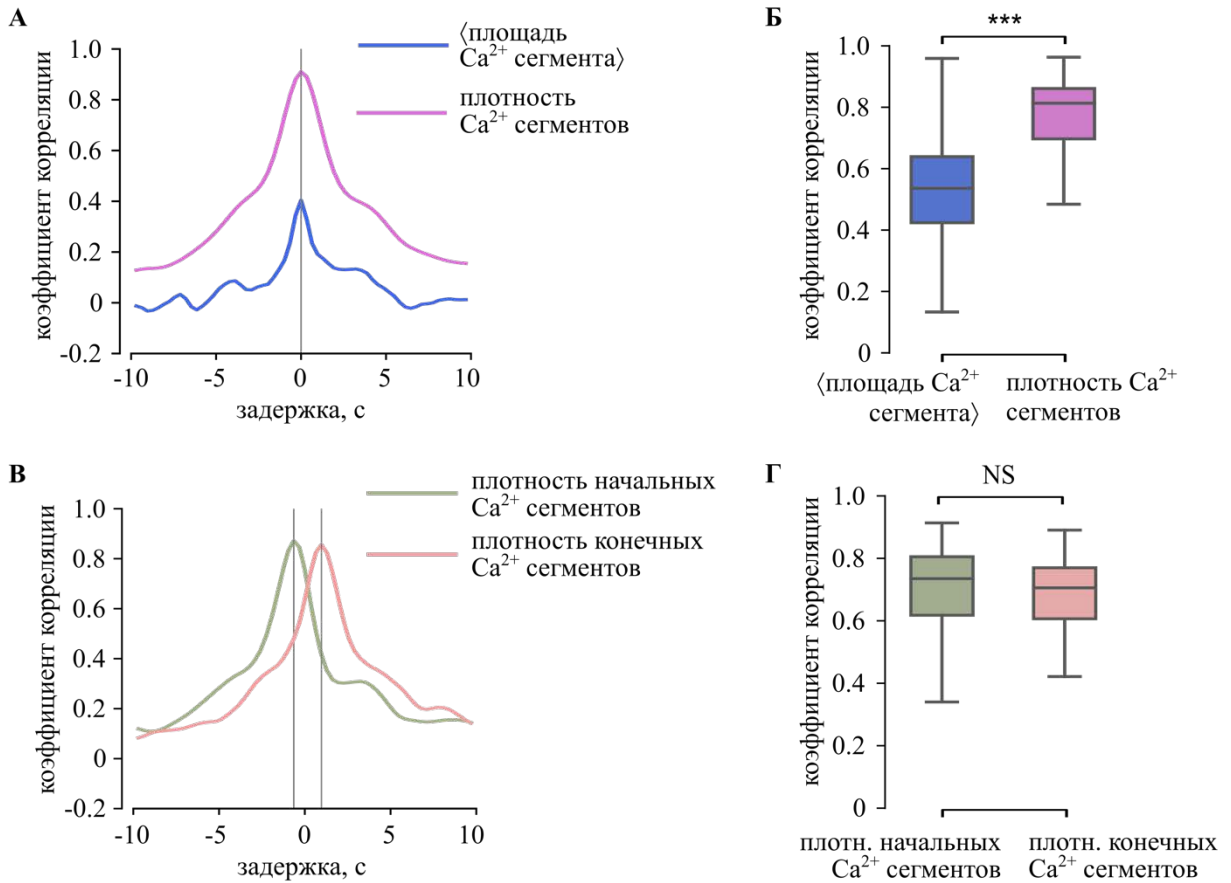 А
⟨площадь
Ca²⁺ сегмента⟩
плотность
Ca²⁺ сегментов
коэффициент корреляции
1.0
0.8
0.6
0.4
0.2
0
-0.2
-10
-5
0
5
10
задержка, с
Б
***
коэффициент корреляции
1.0
0.8
0.6
0.4
0.2
0
⟨площадь Ca²⁺
сегмента⟩
плотность Ca²⁺
сегментов
В
плотность начальных
Ca²⁺ сегментов
плотность конечных
Ca²⁺ сегментов
коэффициент корреляции
1.0
0.8
0.6
0.4
0.2
0
-0.2
-10
-5
0
5
10
задержка, с
Г
NS
коэффициент корреляции
1.0
0.8
0.6
0.4
0.2
0
плотн. начальных
Ca²⁺ сегментов
плотн. конечных
Ca²⁺ сегментов